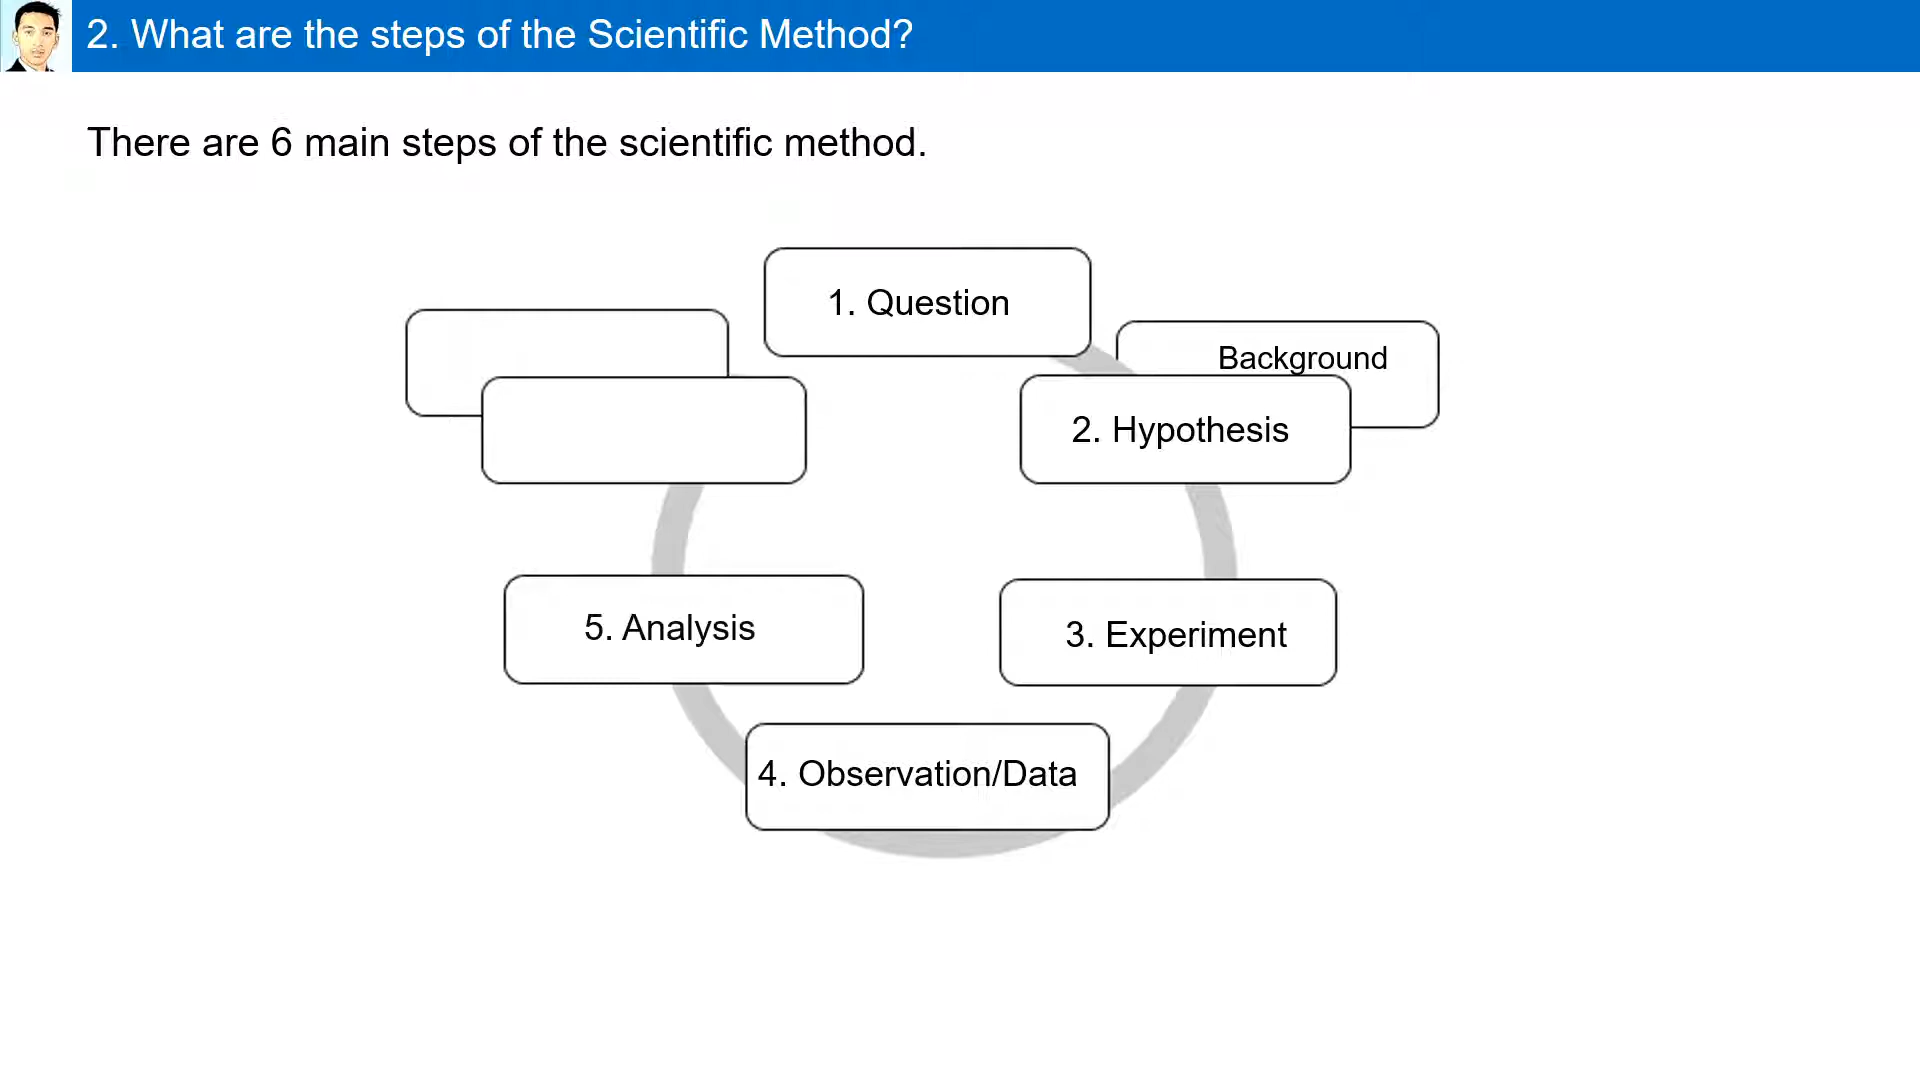 2. What are the steps of the Scientific Method?
There are 6 main steps of the scientific method.
1. Question
Background
2. Hypothesis
3. Experiment
4. Observation/Data
5. Analysis